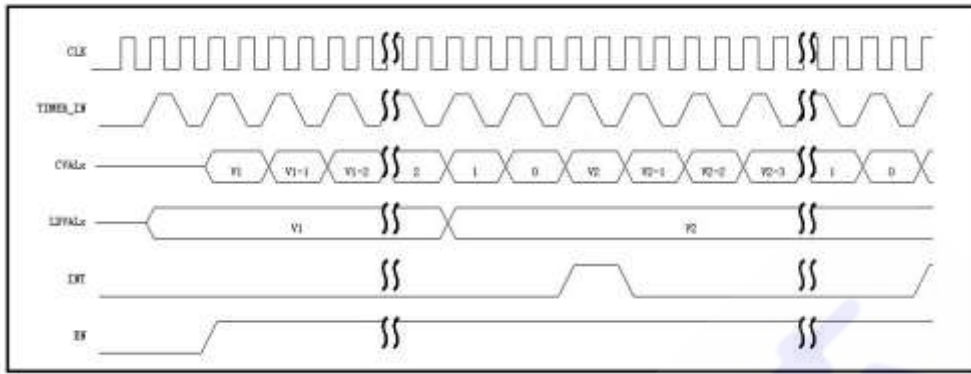 CLK
TIMER_IN
CVALx V1 V1-1 V1-2 2 1 0 V2 V2-1 V2-2 V2-3 1 0
LDVALx V1 V2
INT
EN